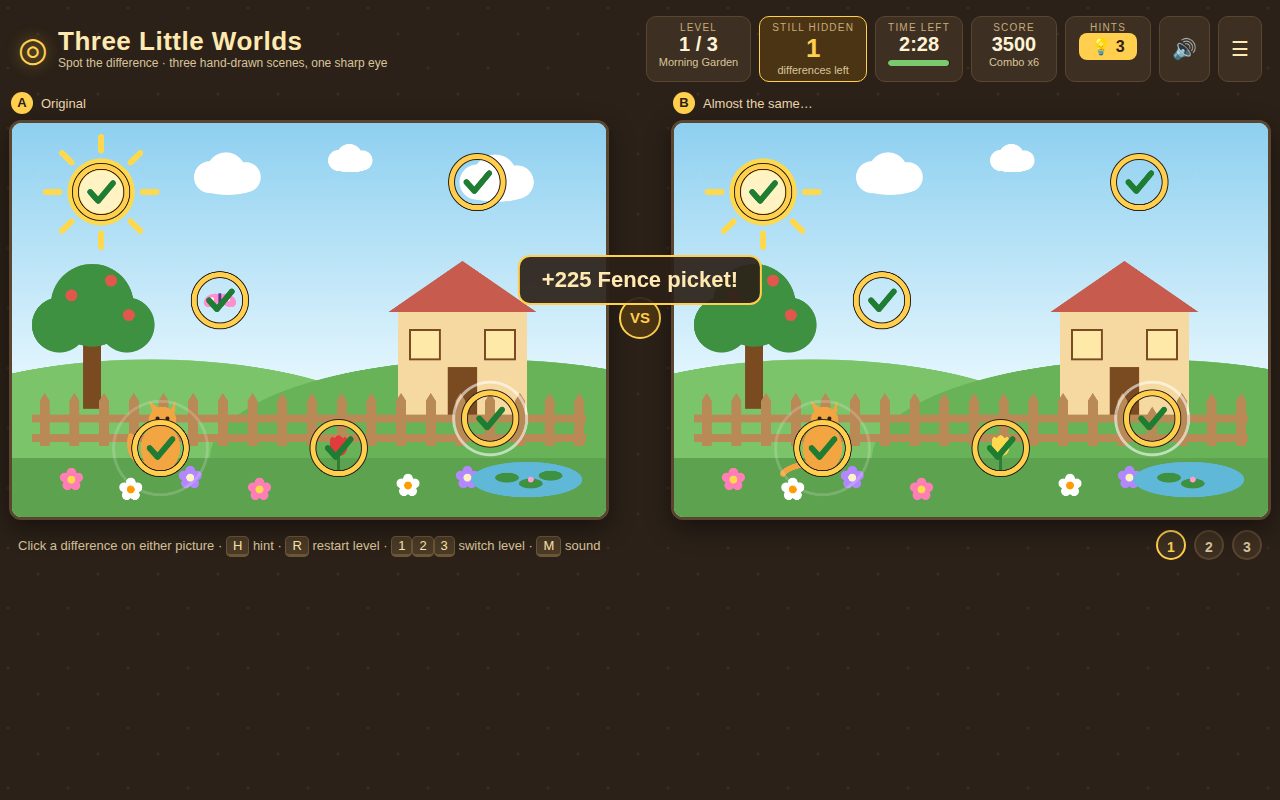 Three Little Worlds
Spot the difference · three hand-drawn scenes, one sharp eye
LEVEL
1 / 3
Morning Garden
STILL HIDDEN
1
differences left
TIME LEFT
2:28
SCORE
3500
Combo x6
HINTS
💡 3
A Original
B Almost the same…
+225 Fence picket!
VS
Click a difference on either picture · H hint · R restart level · 1 2 3 switch level · M sound
1 2 3